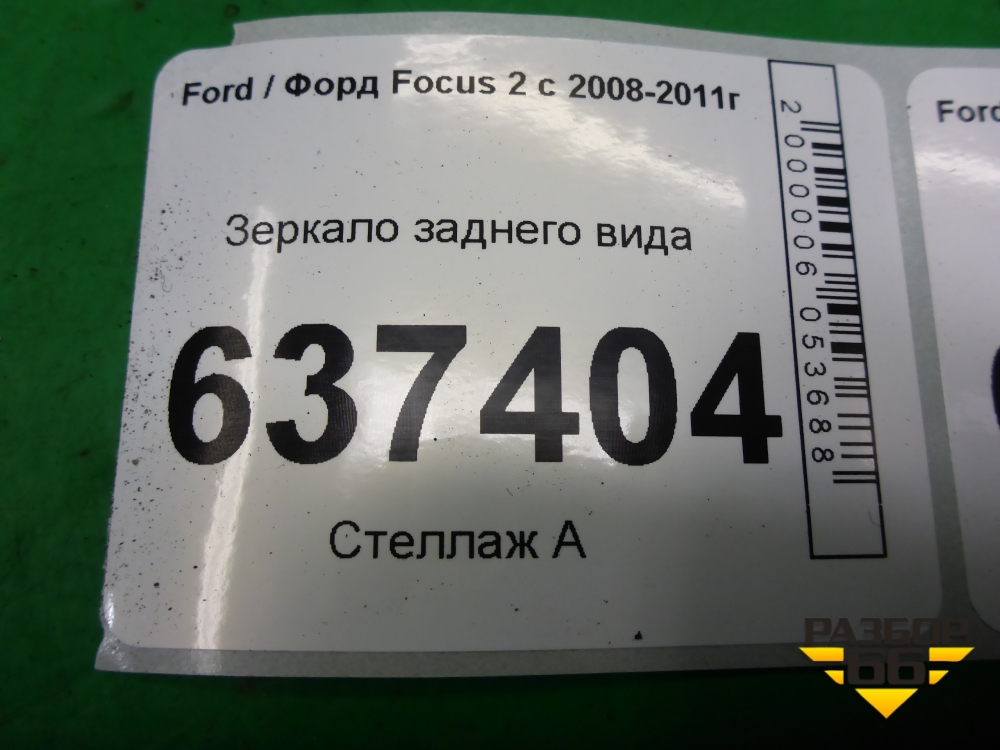 Ford / Форд Focus 2 с 2008-2011г
Зеркало заднего вида
637404
Стеллаж А
2000006053688
Ford
РАЗБОР
66